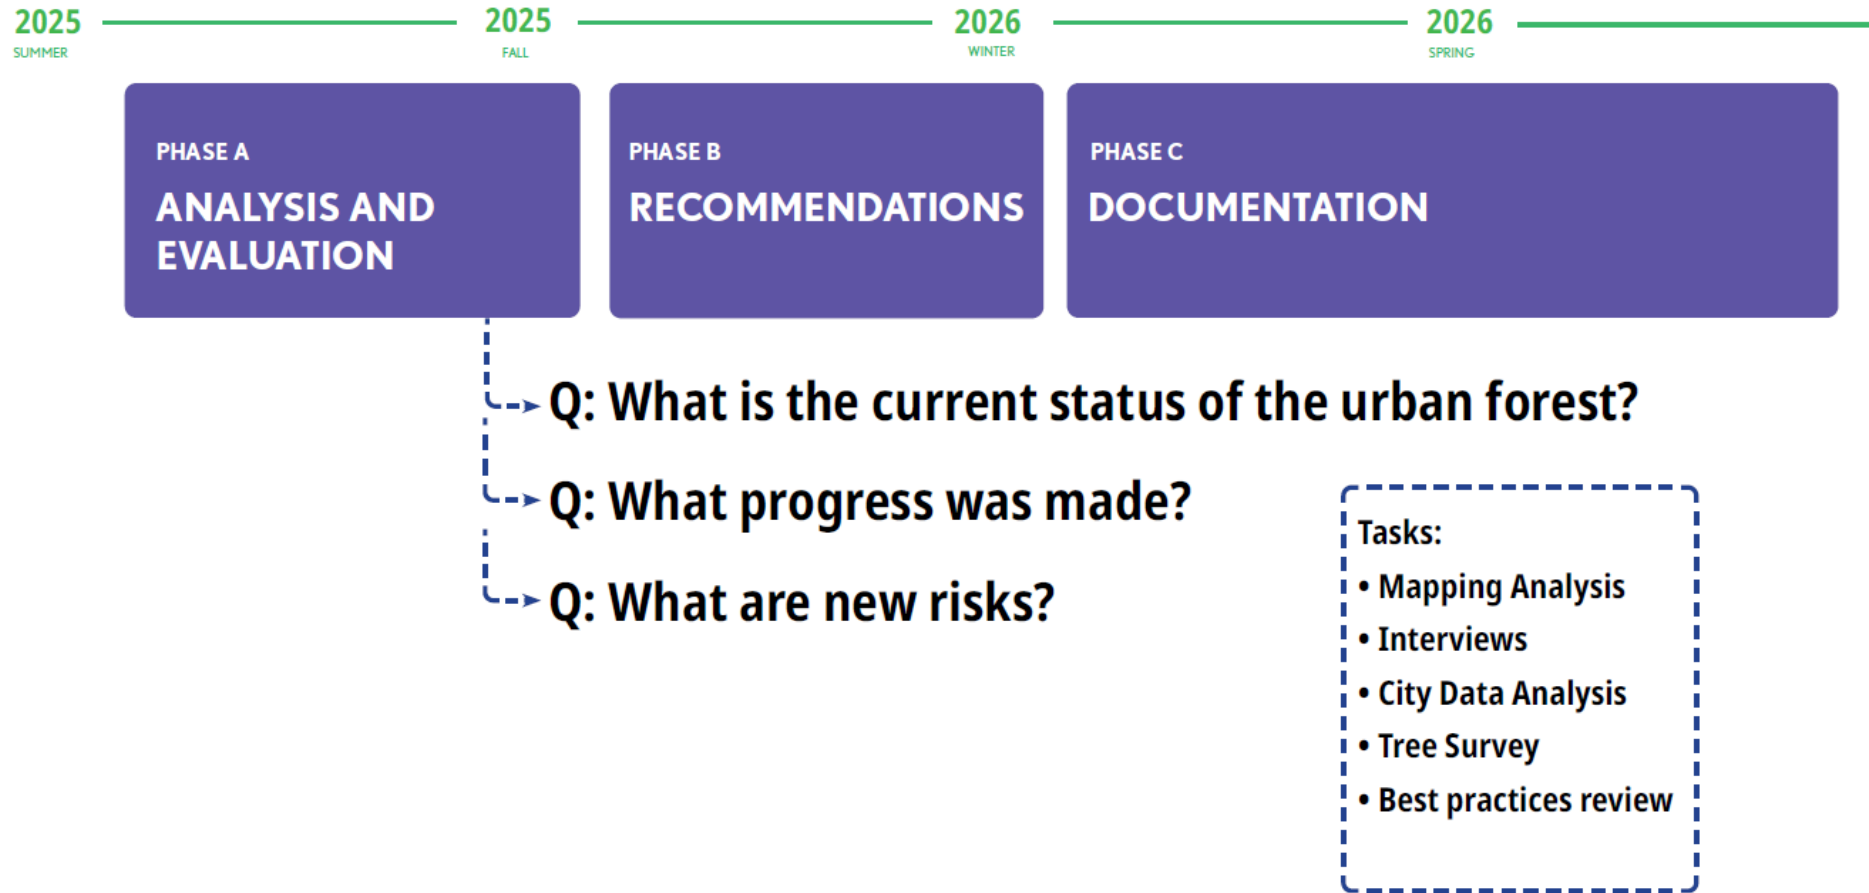 2025
SUMMER
2025
FALL
2026
WINTER
2026
SPRING
PHASE A
ANALYSIS AND
EVALUATION
PHASE B
RECOMMENDATIONS
PHASE C
DOCUMENTATION
Q: What is the current status of the urban forest?
Q: What progress was made?
Q: What are new risks?
Tasks:
• Mapping Analysis
• Interviews
• City Data Analysis
• Tree Survey
• Best practices review